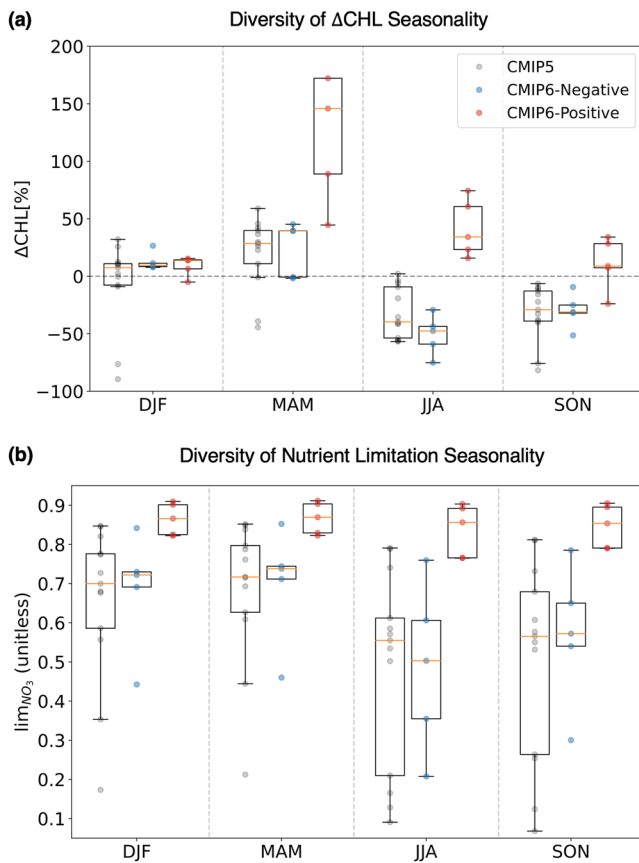 (a) Diversity of ΔCHL Seasonality
200
150
100
50
0
−50
−100
ΔCHL[%]
CMIP5
CMIP6-Negative
CMIP6-Positive
DJF MAM JJA SON
(b) Diversity of Nutrient Limitation Seasonality
0.9
0.8
0.7
0.6
0.5
0.4
0.3
0.2
0.1
lim_NO₃ (unitless)
DJF MAM JJA SON